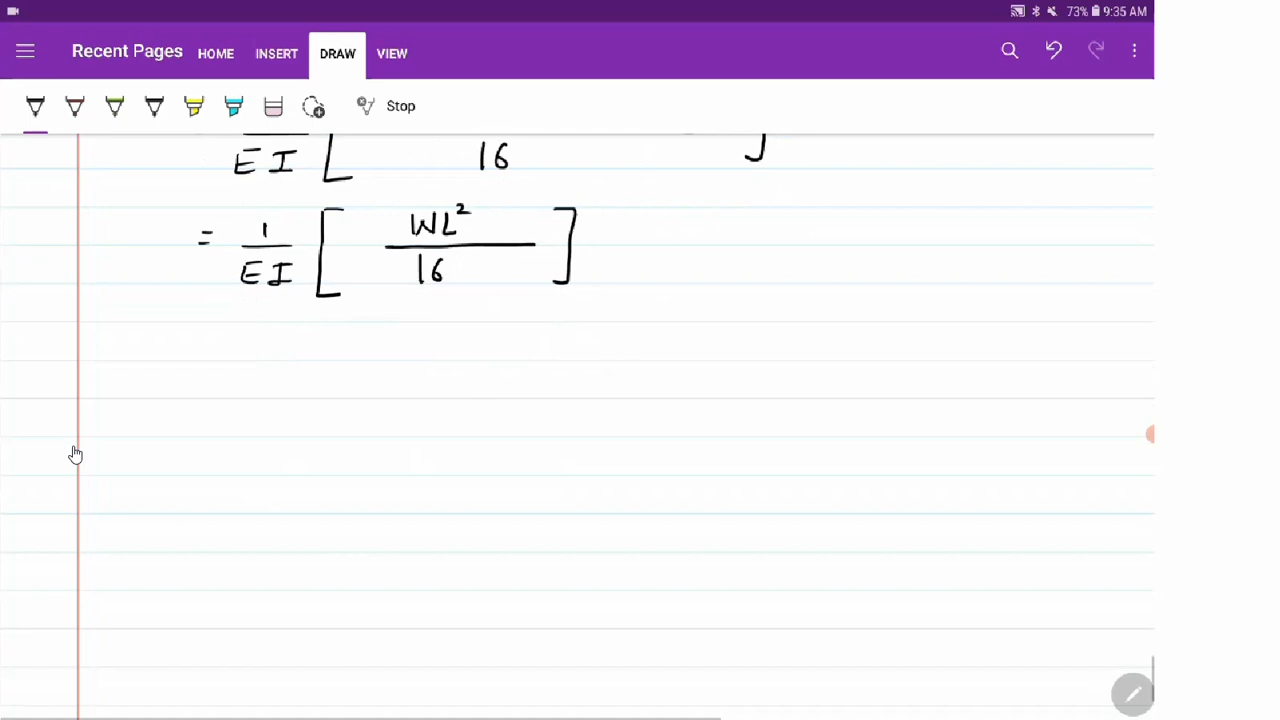 73% 9:35 AM
Recent Pages HOME INSERT DRAW VIEW
Stop
EI [ 16 ]
= 1/EI [ WL²/16 ]